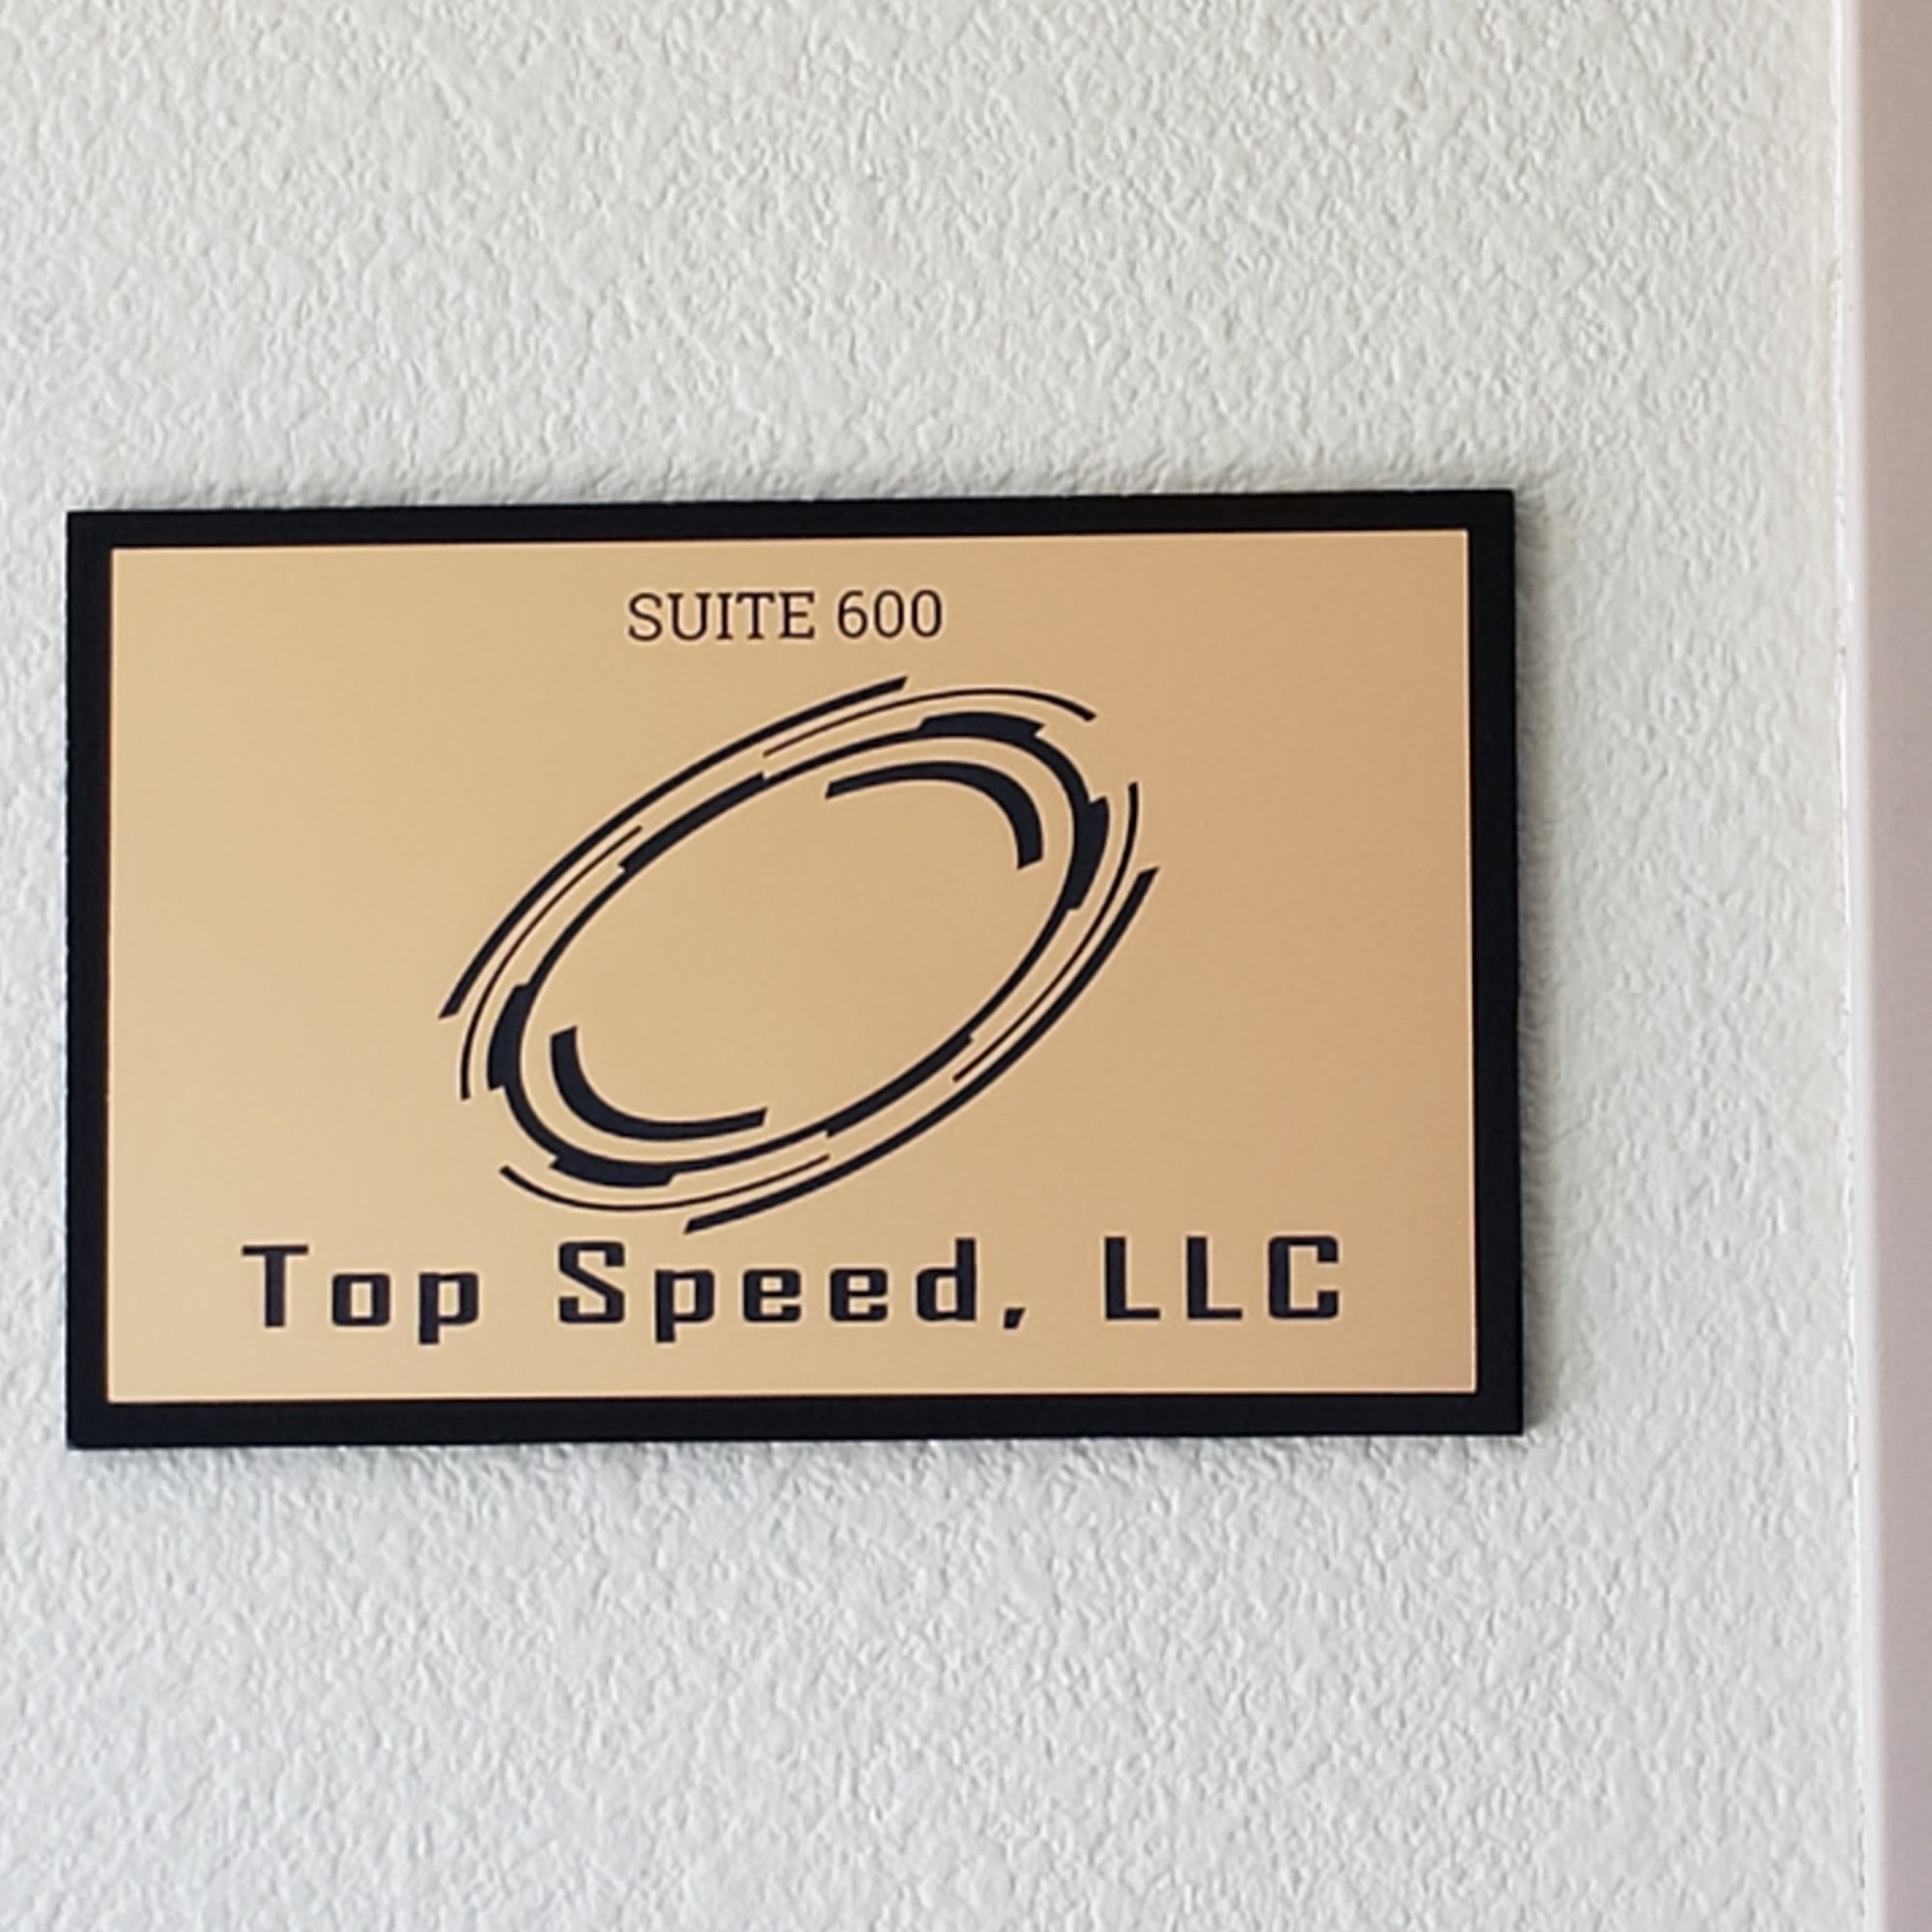 SUITE 600
Top Speed, LLC